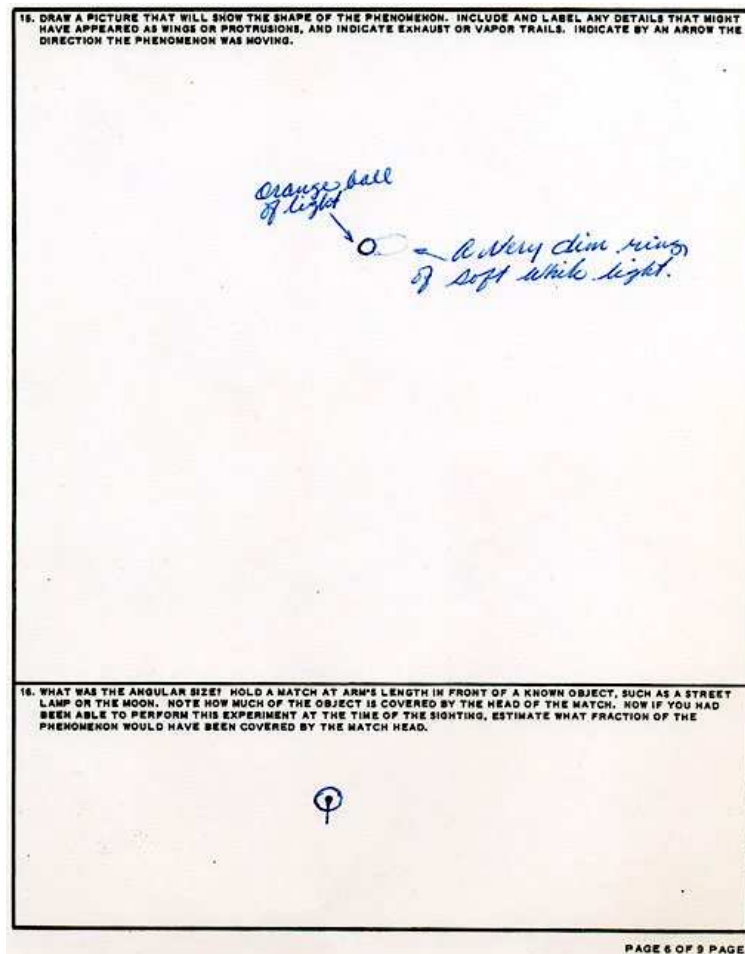 15. DRAW A PICTURE THAT WILL SHOW THE SHAPE OF THE PHENOMENON. INCLUDE AND LABEL ANY DETAILS THAT MIGHT
HAVE APPEARED AS WINGS OR PROTRUSIONS, AND INDICATE EXHAUST OR VAPOR TRAILS. INDICATE BY AN ARROW THE
DIRECTION THE PHENOMENON WAS MOVING.
Orange ball
of light
A very dim ring
of soft while light.
16. WHAT WAS THE ANGULAR SIZE? HOLD A MATCH AT ARM'S LENGTH IN FRONT OF A KNOWN OBJECT, SUCH AS A STREET
LAMP OR THE MOON. NOTE HOW MUCH OF THE OBJECT IS COVERED BY THE HEAD OF THE MATCH. NOW IF YOU HAD
BEEN ABLE TO PERFORM THIS EXPERIMENT AT THE TIME OF THE SIGHTING, ESTIMATE WHAT FRACTION OF THE
PHENOMENON WOULD HAVE BEEN COVERED BY THE MATCH HEAD.
PAGE 6 OF 9 PAGE